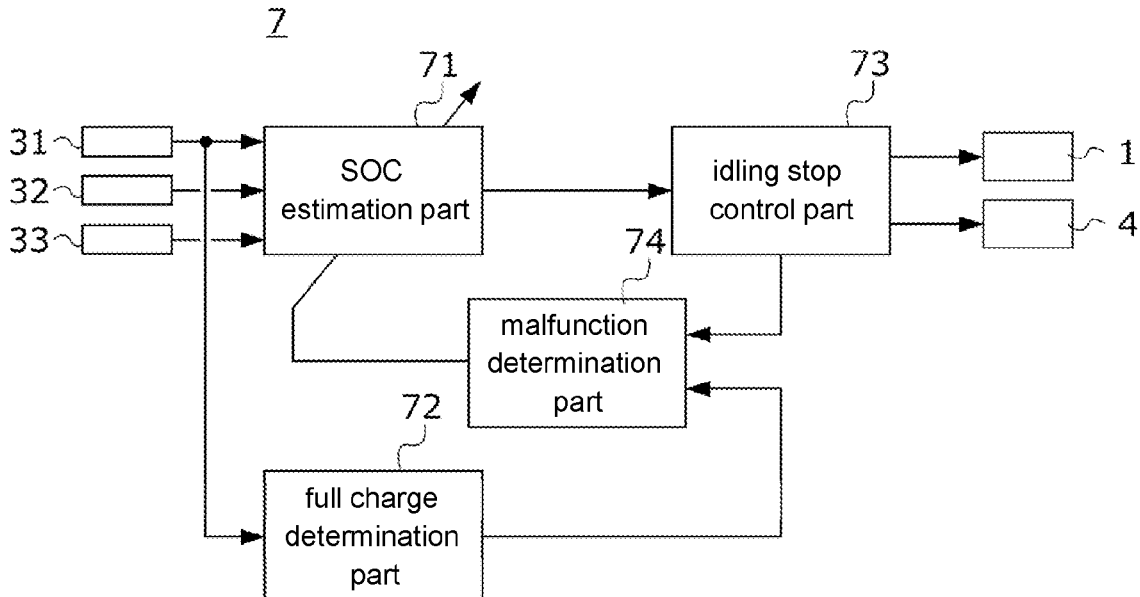 7
71
73
31
SOC
estimation part
idling stop
control part
1
32
33
4
74
malfunction
determination
part
72
full charge
determination
part